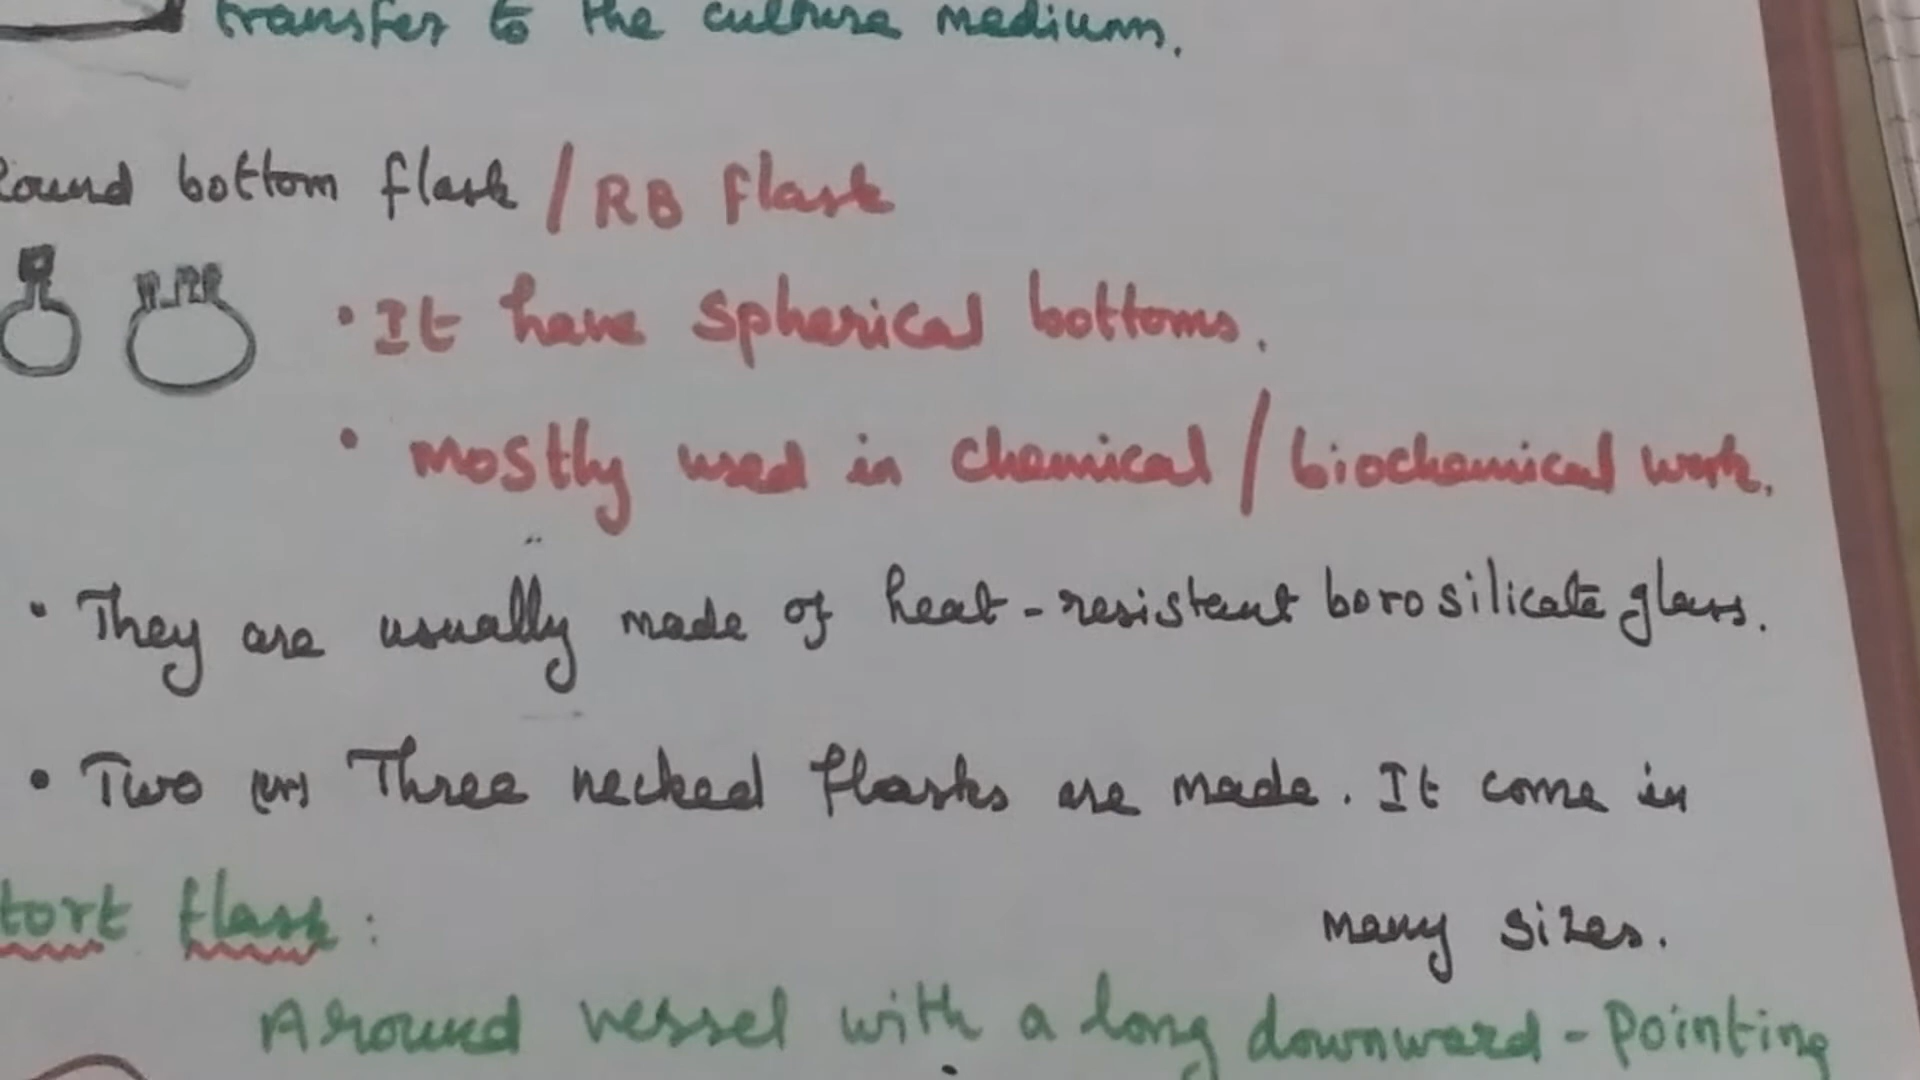 transfer to the culture medium.
Round bottom flask / RB Flask
• It have spherical bottoms.
• mostly used in chemical / biochemical work.
• They are usually made of heat-resistant borosilicate glass.
• Two (or) Three necked flasks are made. It come in
many sizes.
tort flask :
A round vessel with a long downward-pointing